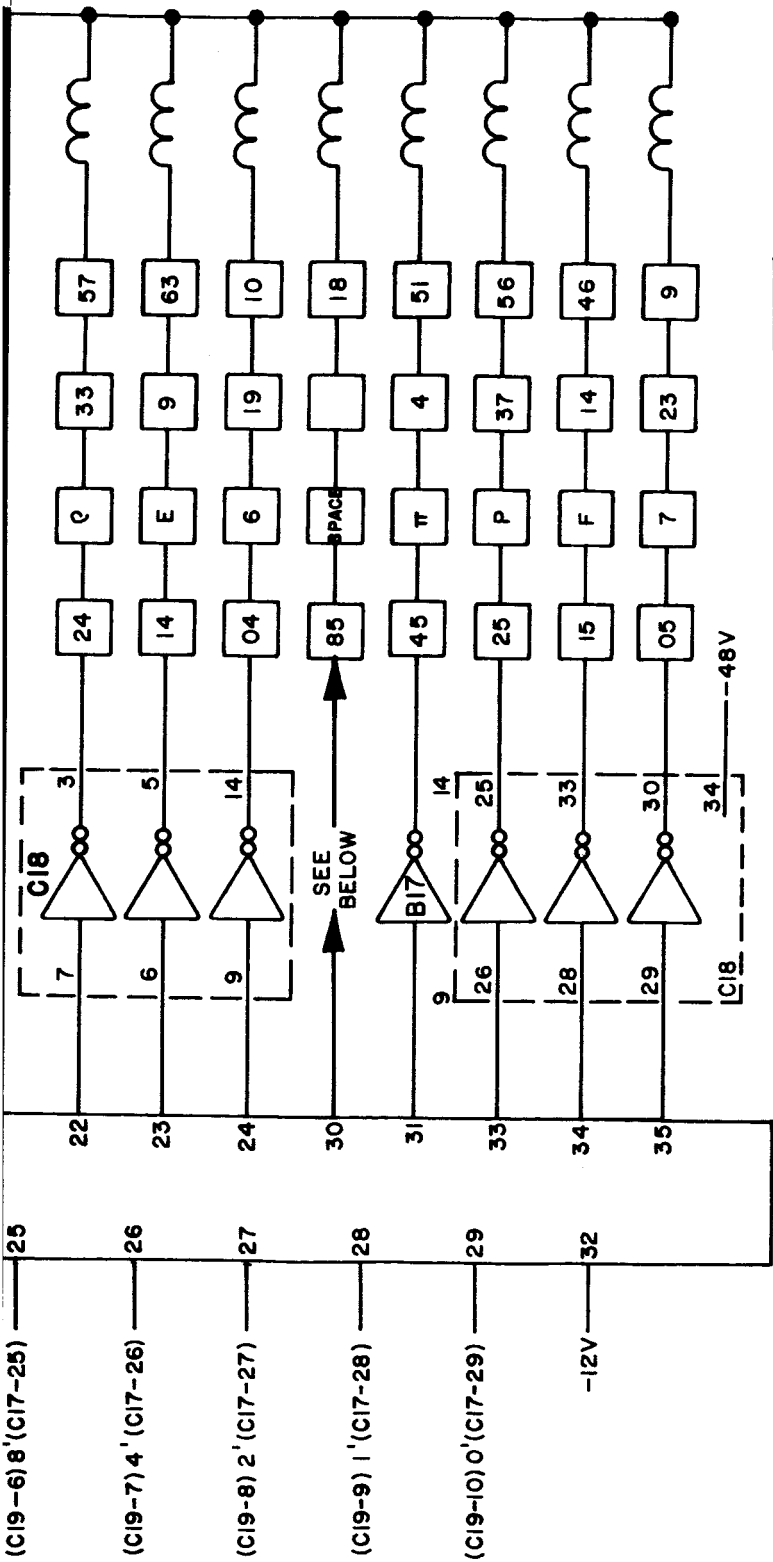 (C19-6) 8'(C17-25) 25
(C19-7) 4'(C17-26) 26
(C19-8) 2'(C17-27) 27
(C19-9) 1'(C17-28) 28
(C19-10) 0'(C17-29) 29
-12V 32
C18
22 7 3 24 33 57
23 6 5 14 E 9 63
24 9 14 04 6 19 10
30 SEE BELOW 85 SPACE 18
31 9 B17 14 45 π 4 51
33 26 25 25 P 37 56
34 28 33 15 F 14 46
35 29 30 05 7 23 9
C18 34 -48V